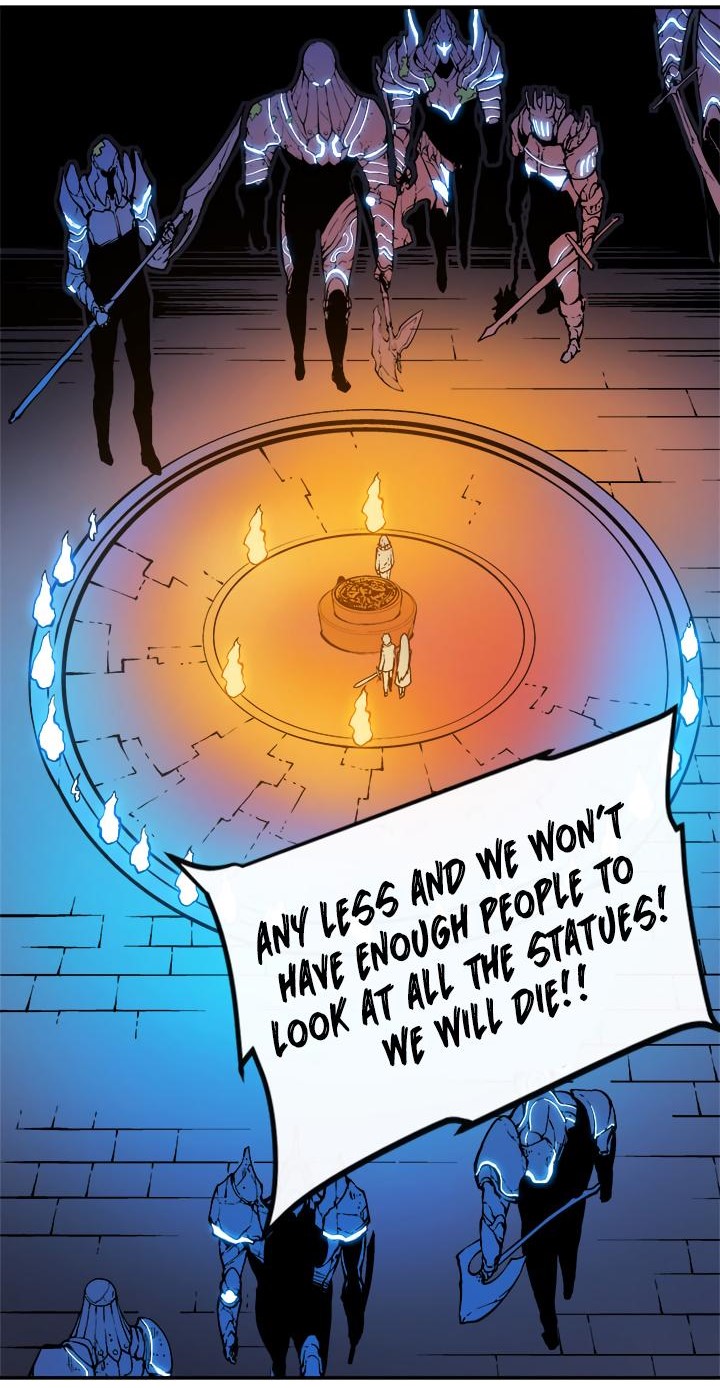 ANY LESS AND WE WON'T
HAVE ENOUGH PEOPLE TO
LOOK AT ALL THE STATUES!
WE WILL DIE!!